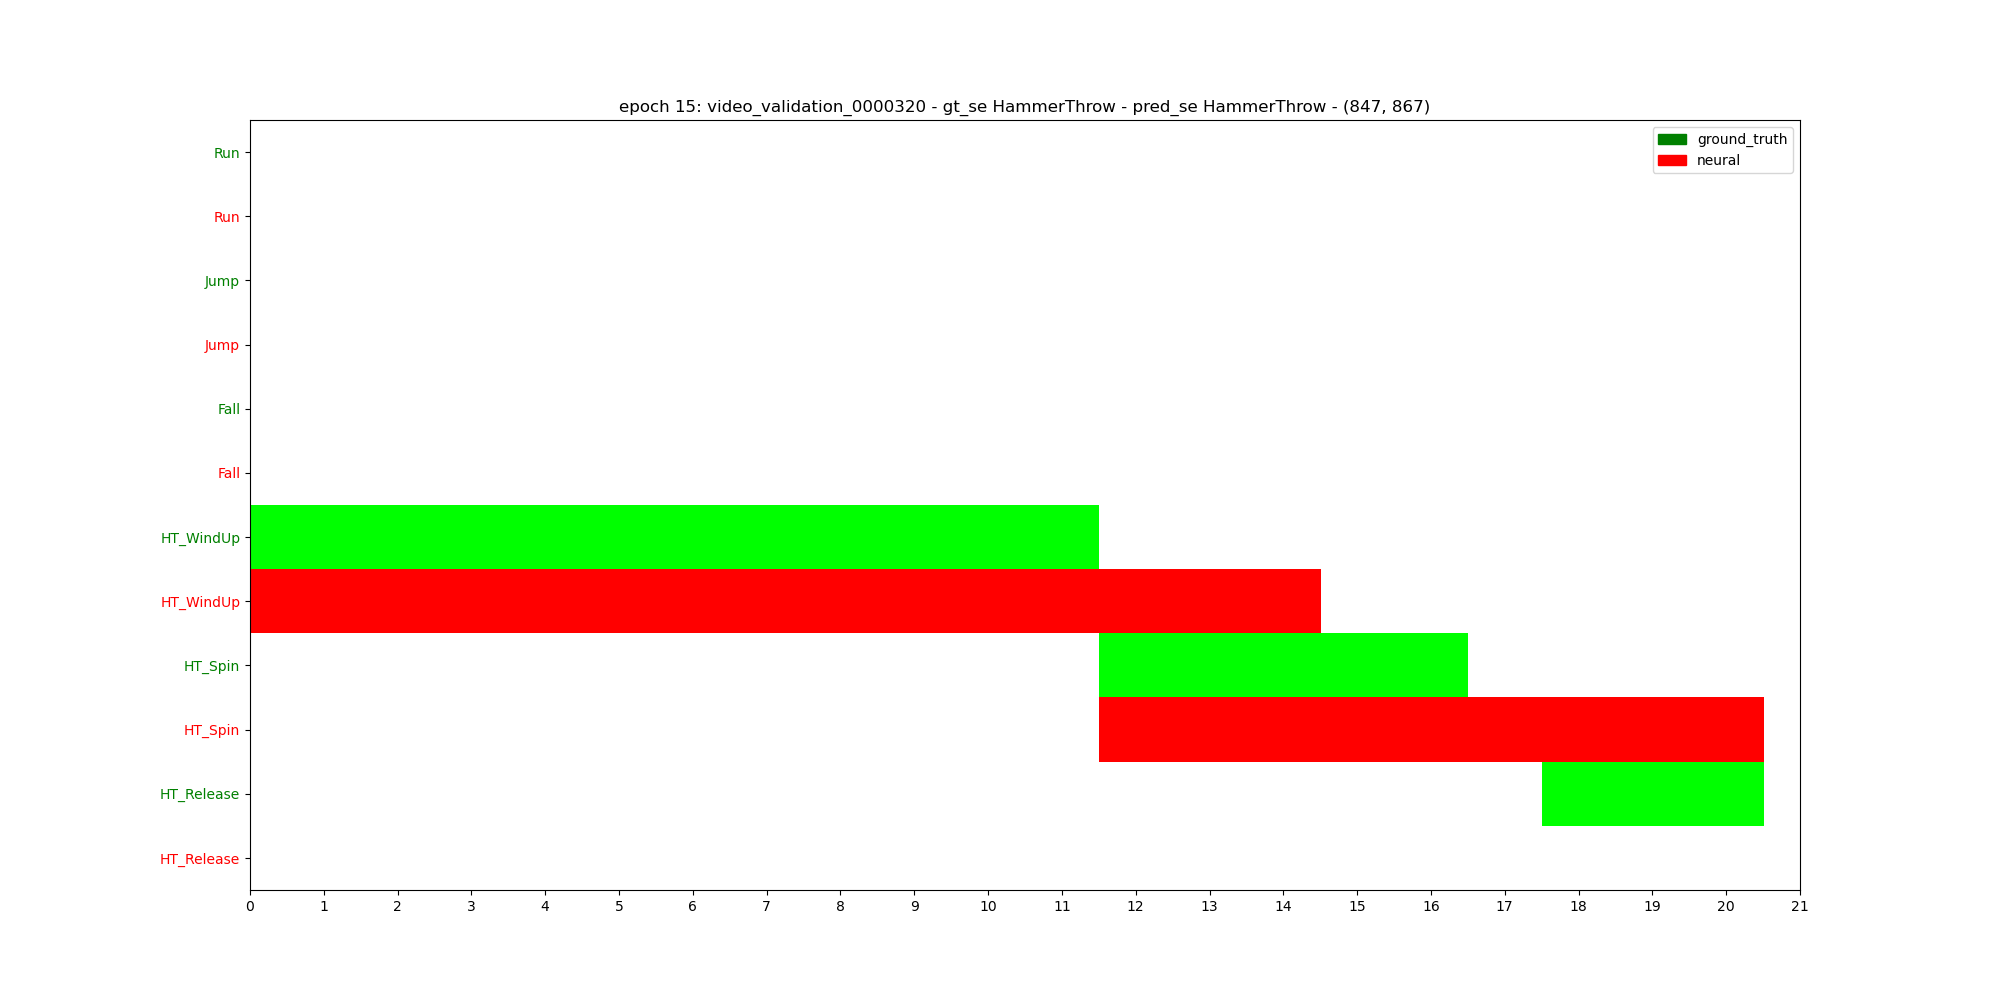 epoch 15: video_validation_0000320 - gt_se HammerThrow - pred_se HammerThrow - (847, 867)
ground_truth
neural
Run
Run
Jump
Jump
Fall
Fall
HT_WindUp
HT_WindUp
HT_Spin
HT_Spin
HT_Release
HT_Release
0 1 2 3 4 5 6 7 8 9 10 11 12 13 14 15 16 17 18 19 20 21